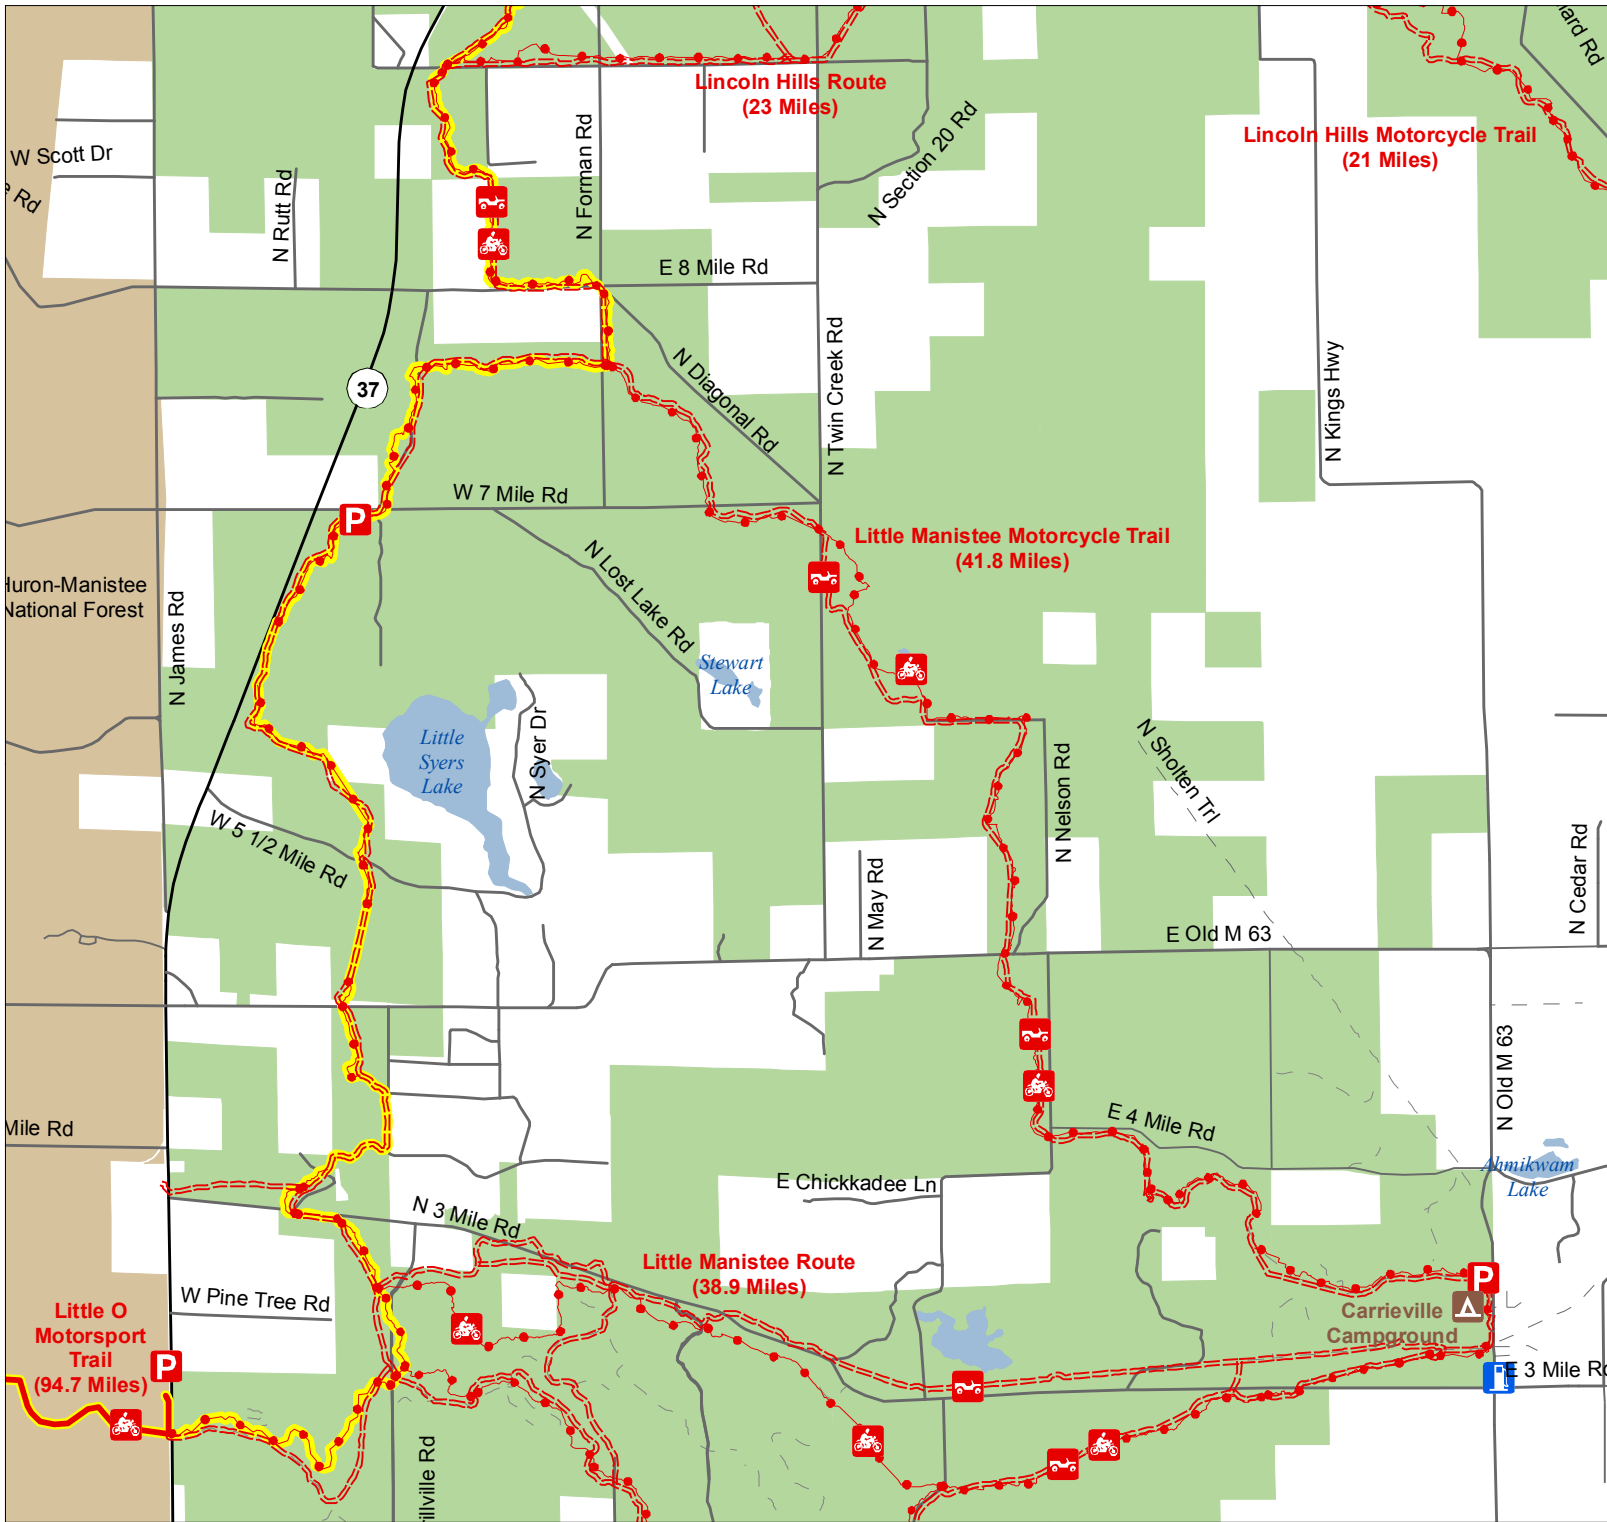 Lincoln Hills Route
(23 Miles)
Lincoln Hills Motorcycle Trail
(21 Miles)
W Scott Dr
Rd
N Rutt Rd
N Forman Rd
N Section 20 Rd
E 8 Mile Rd
37
N Diagonal Rd
N Twin Creek Rd
N Kings Hwy
W 7 Mile Rd
P
Little Manistee Motorcycle Trail
(41.8 Miles)
N Lost Lake Rd
Huron-Manistee
National Forest
N James Rd
Stewart
Lake
Little
Syers
Lake
N Syer Dr
N Nelson Rd
N Sholten Trl
W 5 1/2 Mile Rd
N May Rd
N Cedar Rd
E Old M 63
N Old M 63
Mile Rd
E 4 Mile Rd
Ahmikwam
Lake
E Chickkadee Ln
N 3 Mile Rd
Little Manistee Route
(38.9 Miles)
P
W Pine Tree Rd
Carrieville
Campground
Little O
Motorsport
Trail
(94.7 Miles)
P
E 3 Mile Rd